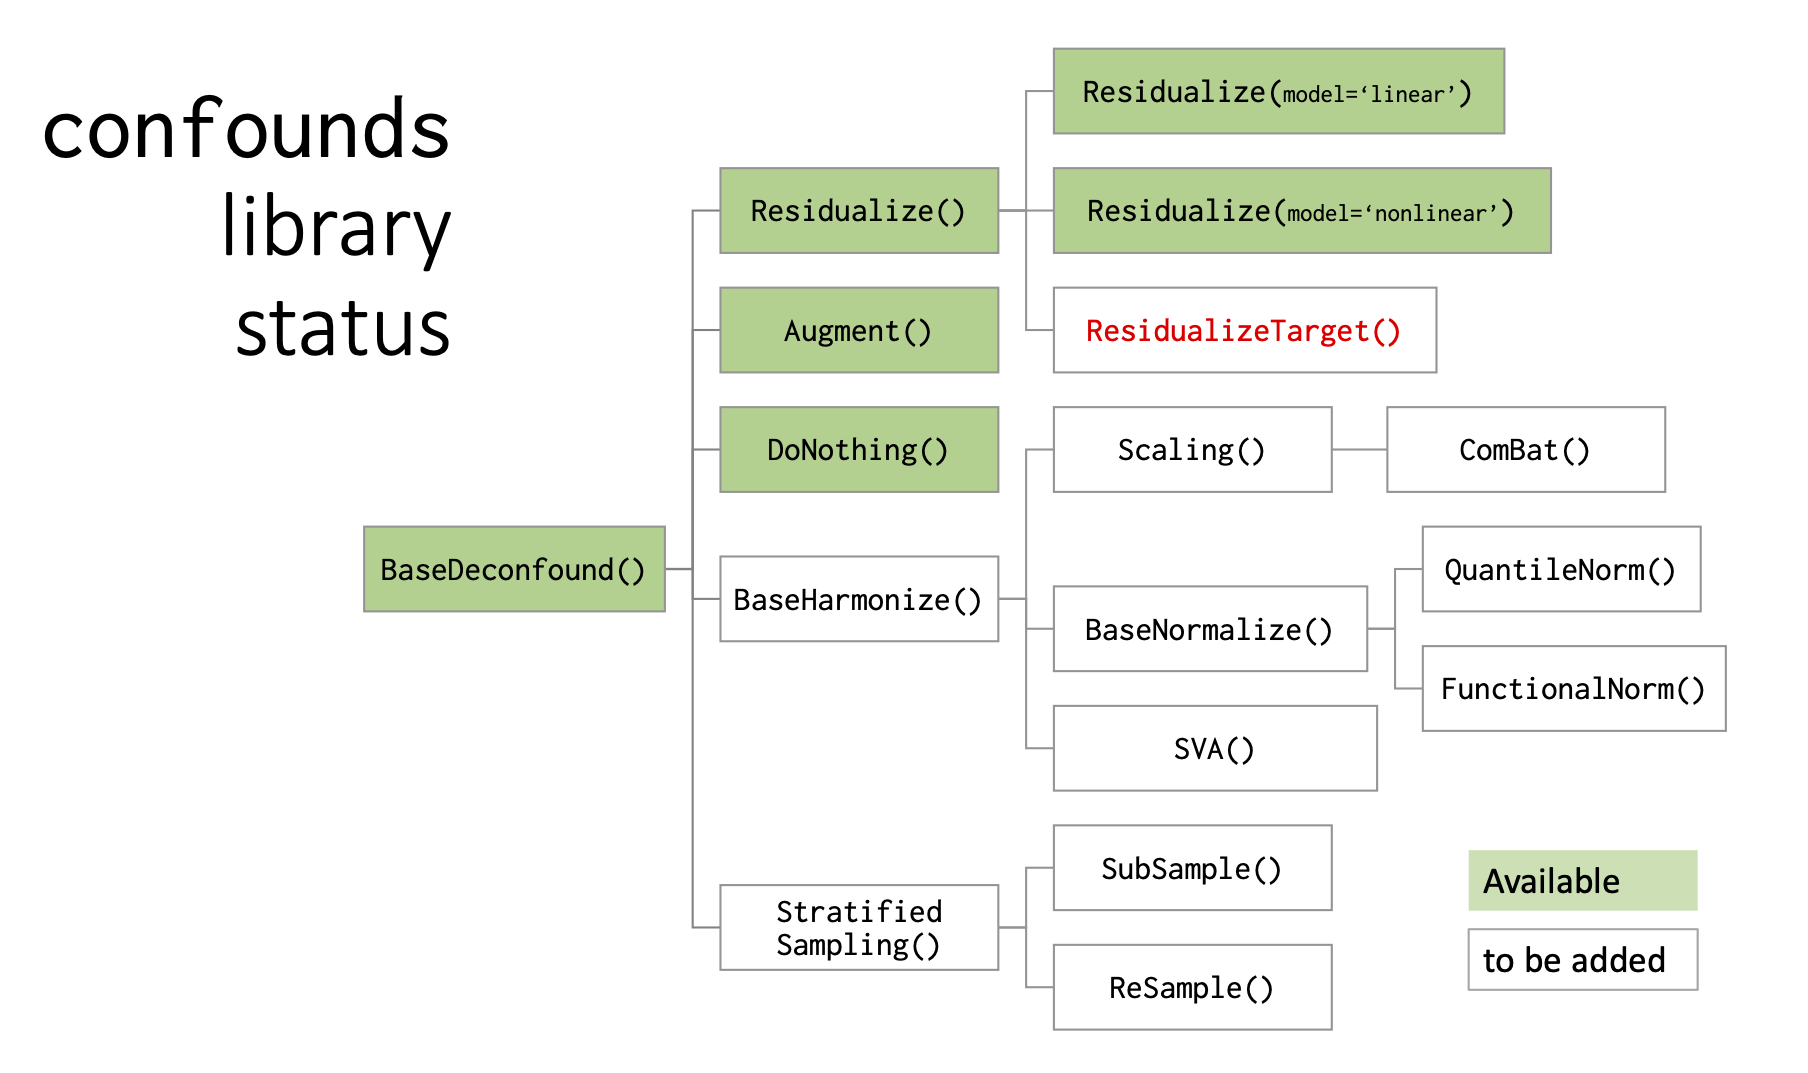 confounds
library
status
Residualize(model=‘linear’)
Residualize()
Residualize(model=‘nonlinear’)
Augment()
ResidualizeTarget()
DoNothing()
Scaling()
ComBat()
BaseDeconfound()
BaseHarmonize()
QuantileNorm()
BaseNormalize()
FunctionalNorm()
SVA()
SubSample()
Stratified
Sampling()
ReSample()
Available
to be added